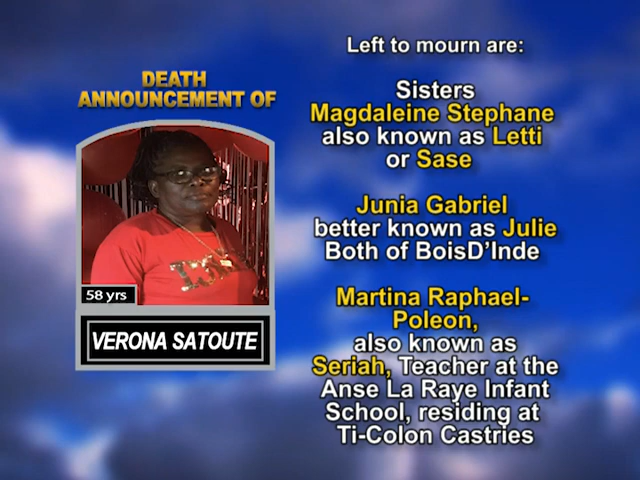 DEATH
ANNOUNCEMENT OF
58 yrs
VERONA SATOUTE
Left to mourn are:
Sisters
Magdaleine Stephane
also known as Letti
or Sase
Junia Gabriel
better known as Julie
Both of BoisD'Inde
Martina Raphael-
Poleon,
also known as
Seriah, Teacher at the
Anse La Raye Infant
School, residing at
Ti-Colon Castries